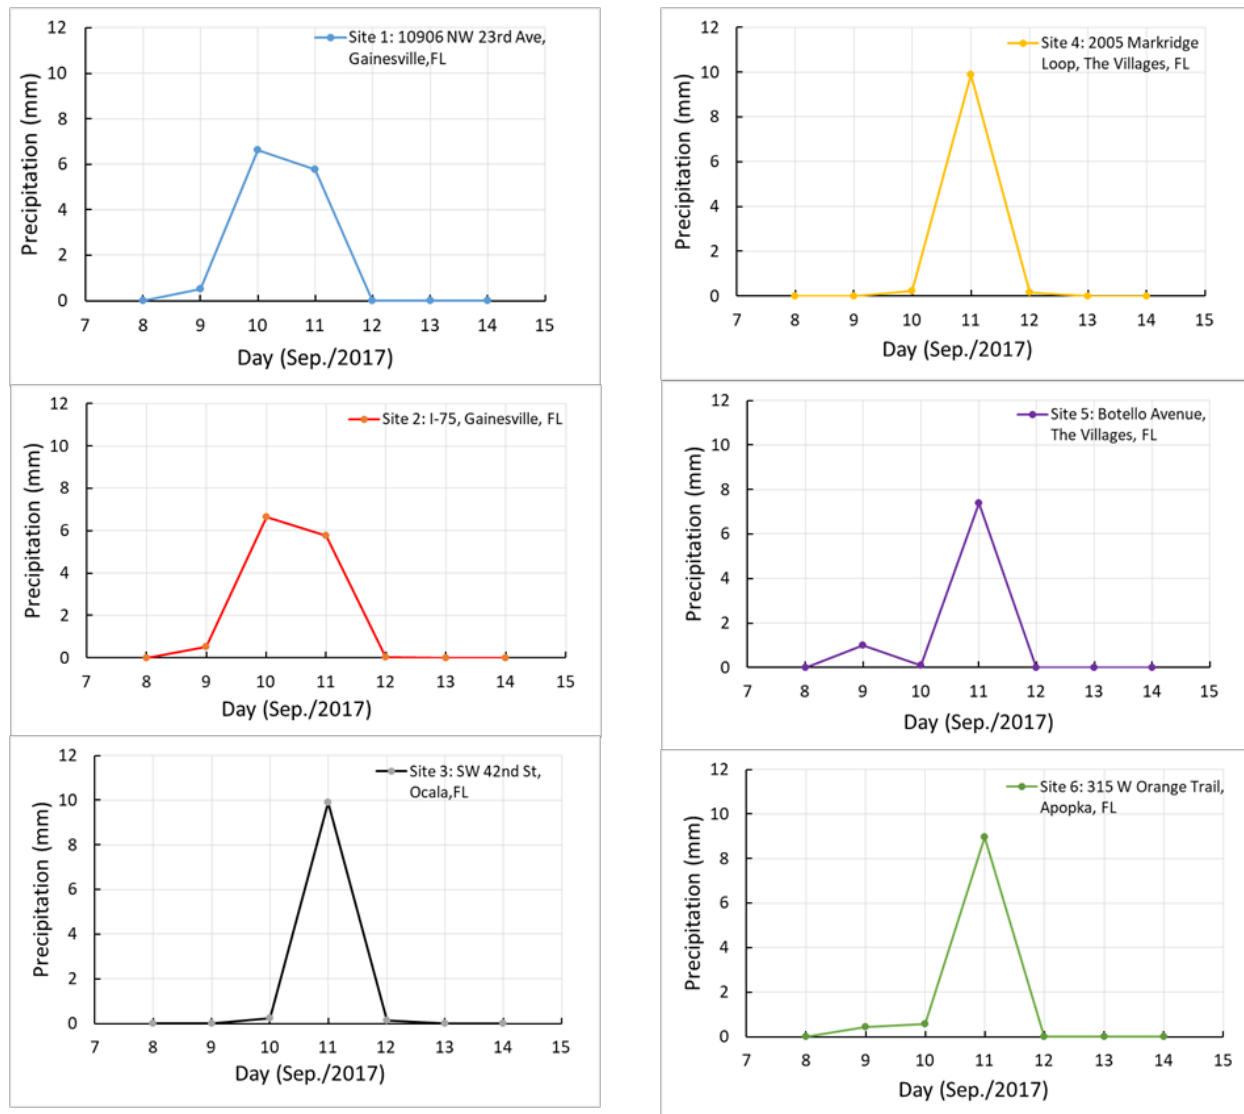 Site 1: 10906 NW 23rd Ave,
Gainesville,FL
Precipitation (mm)
12
10
8
6
4
2
0
7 8 9 10 11 12 13 14 15
Day (Sep./2017)
Site 2: I-75, Gainesville, FL
Precipitation (mm)
12
10
8
6
4
2
0
7 8 9 10 11 12 13 14 15
Day (Sep./2017)
Site 3: SW 42nd St,
Ocala,FL
Precipitation (mm)
12
10
8
6
4
2
0
7 8 9 10 11 12 13 14 15
Day (Sep./2017)
Site 4: 2005 Markridge
Loop, The Villages, FL
Precipitation (mm)
12
10
8
6
4
2
0
7 8 9 10 11 12 13 14 15
Day (Sep./2017)
Site 5: Botello Avenue,
The Villages, FL
Precipitation (mm)
12
10
8
6
4
2
0
7 8 9 10 11 12 13 14 15
Day (Sep./2017)
Site 6: 315 W Orange Trail,
Apopka, FL
Precipitation (mm)
12
10
8
6
4
2
0
7 8 9 10 11 12 13 14 15
Day (Sep./2017)